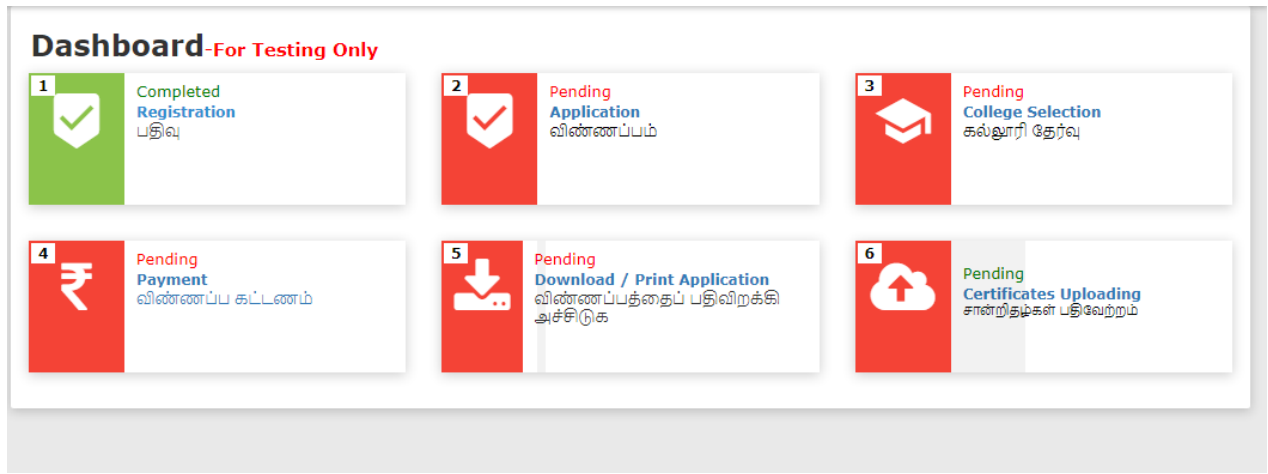 Dashboard-For Testing Only
1
Completed
Registration
பதிவு
2
Pending
Application
விண்ணப்பம்
3
Pending
College Selection
கல்லூரி தேர்வு
4
Pending
Payment
விண்ணப்ப கட்டணம்
5
Pending
Download / Print Application
விண்ணப்பத்தைப் பதிவிறக்கி
அச்சிடுக
6
Pending
Certificates Uploading
சான்றிதழ்கள் பதிவேற்றம்